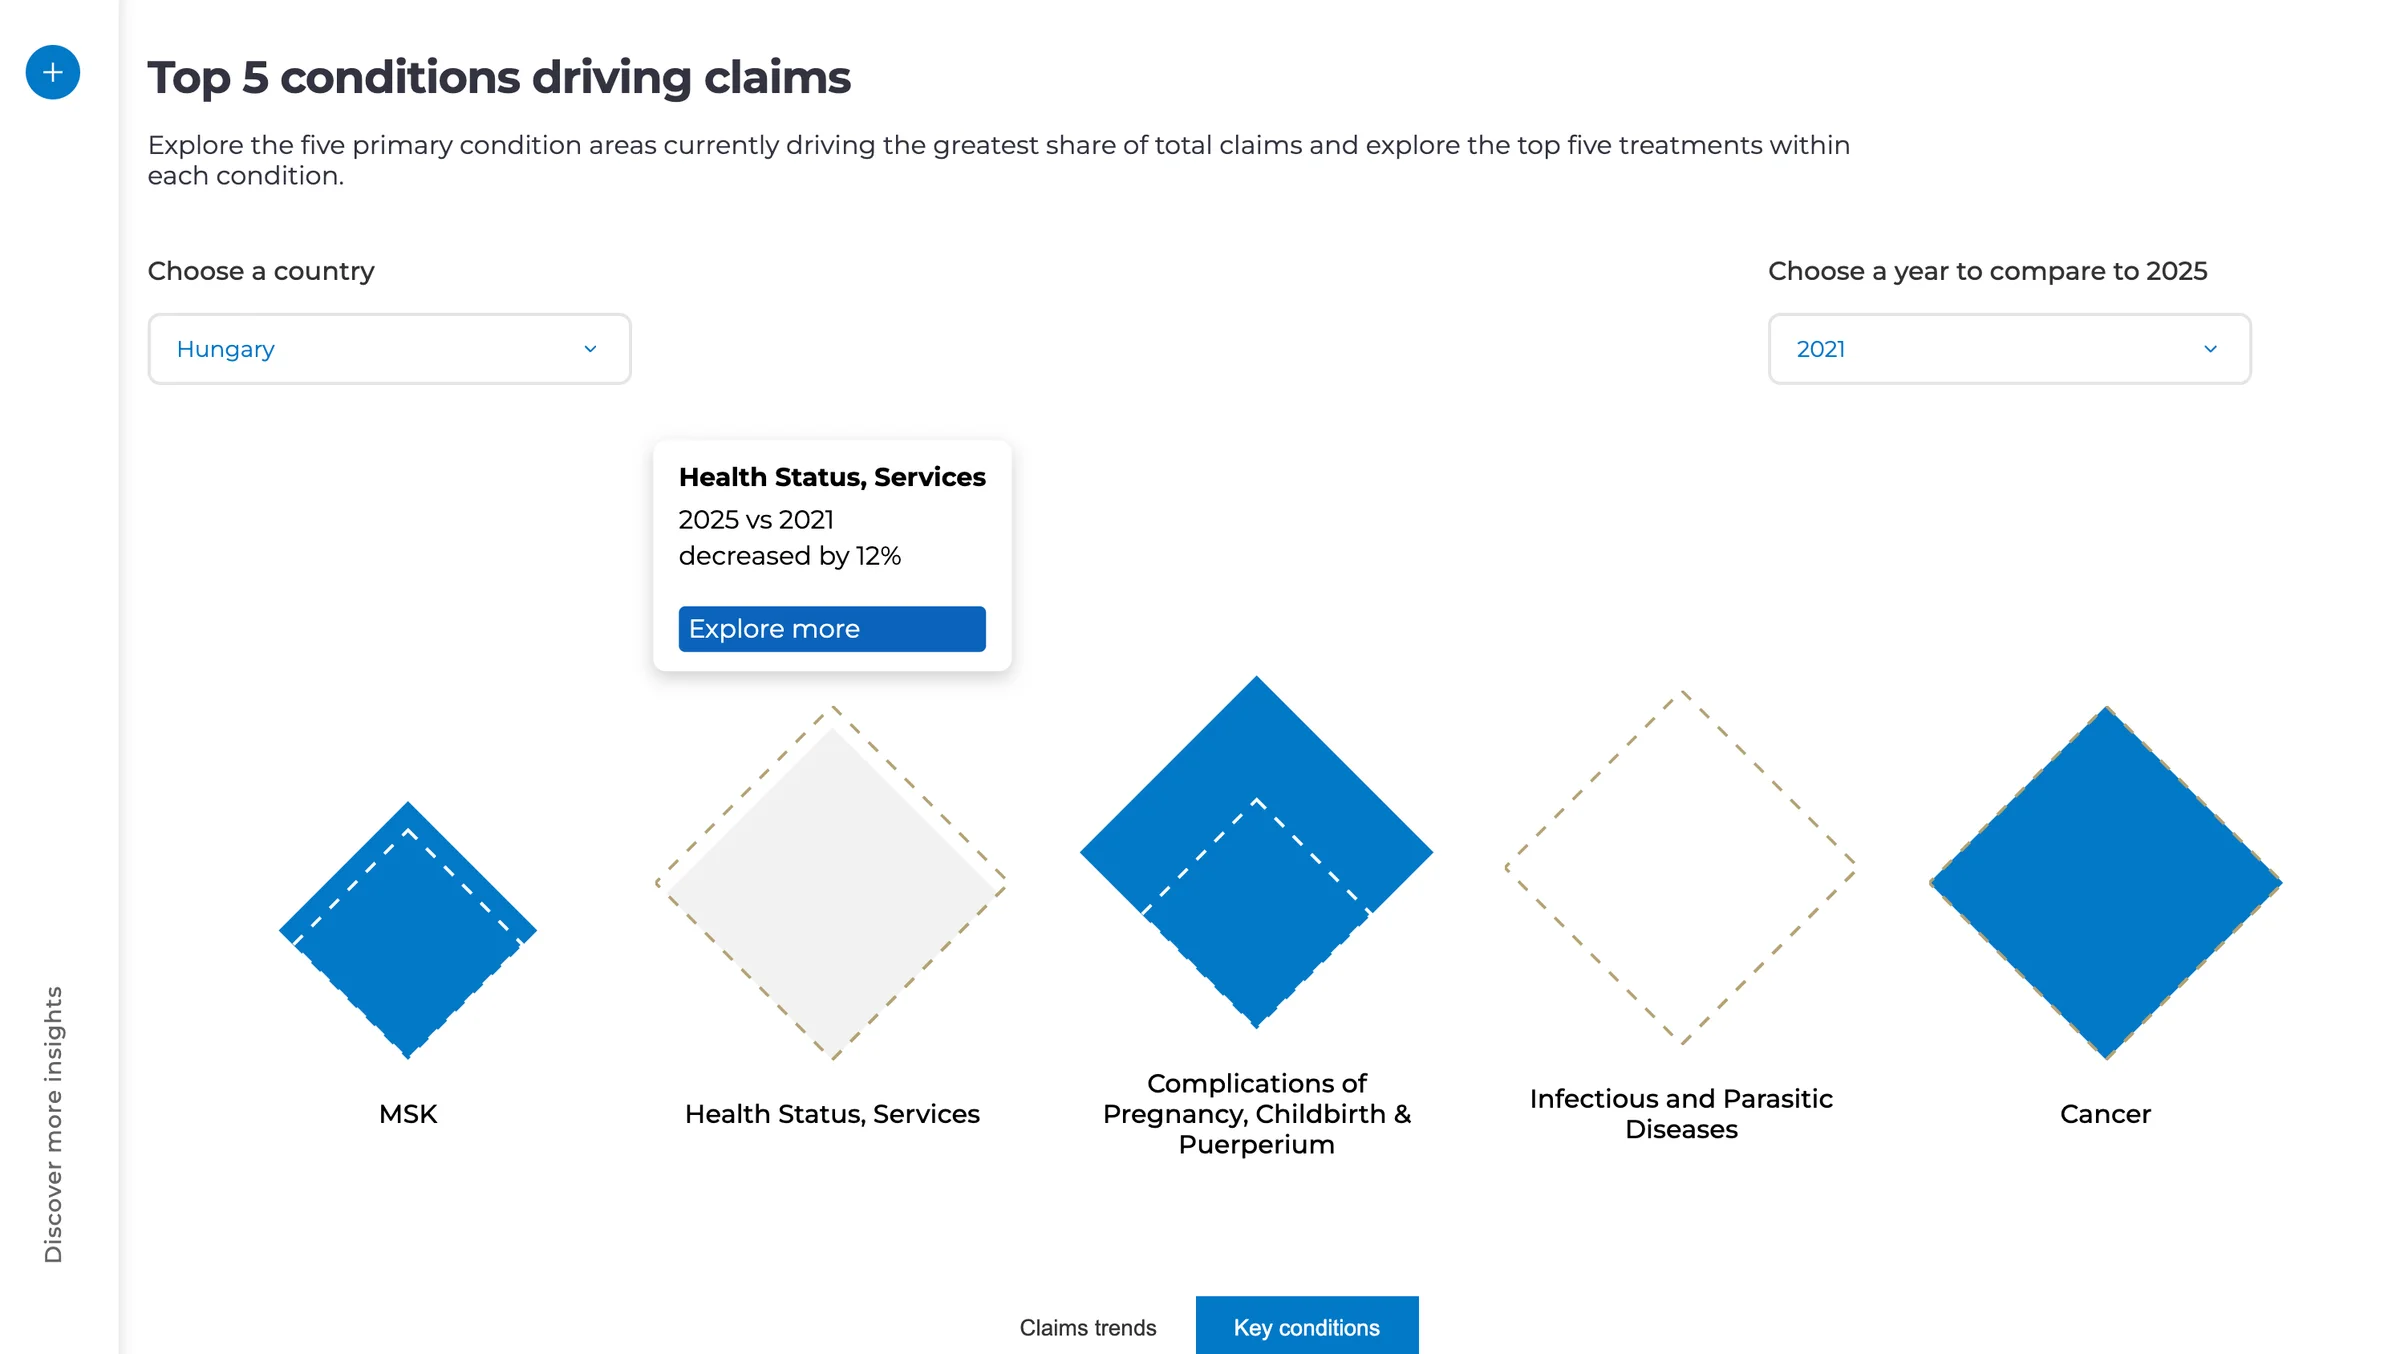 Top 5 conditions driving claims
Explore the five primary condition areas currently driving the greatest share of total claims and explore the top five treatments within
each condition.
Choose a country
Choose a year to compare to 2025
Hungary
2021
Health Status, Services
2025 vs 2021
decreased by 12%
Explore more
MSK
Health Status, Services
Complications of
Pregnancy, Childbirth &
Puerperium
Infectious and Parasitic
Diseases
Cancer
Discover more insights
Claims trends
Key conditions